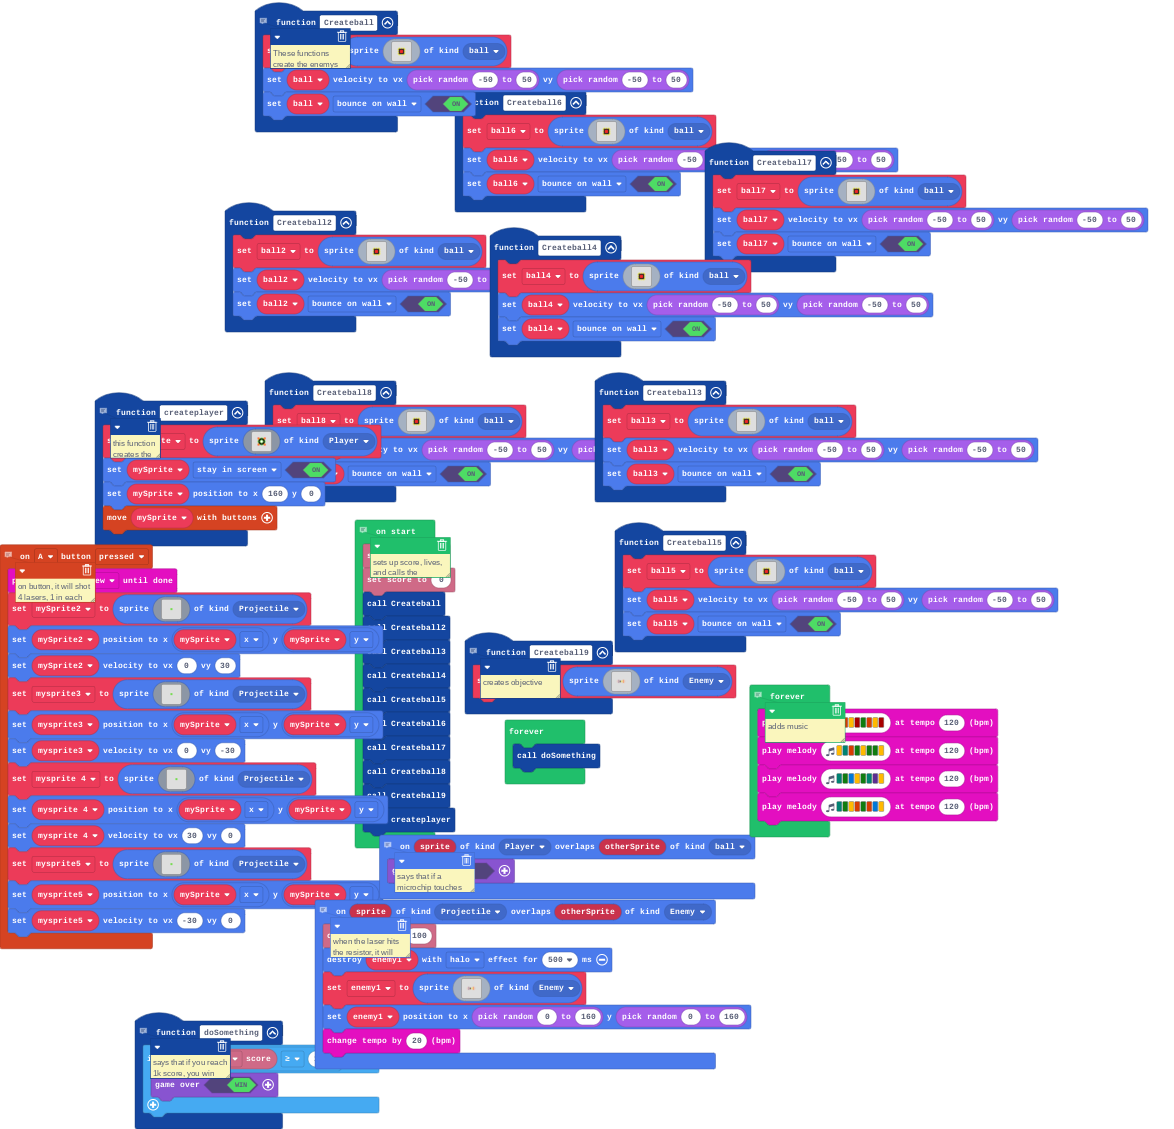 function Createball
These functions
create the enemys
sprite of kind ball
set ball velocity to vx pick random -50 to 50 vy pick random -50 to 50
set ball bounce on wall ON
Createball6
set ball6 to sprite of kind ball
set ball6 velocity to vx pick random -50 50 to 50
set ball6 bounce on wall ON
function Createball7
set ball7 to sprite of kind ball
set ball7 velocity to vx pick random -50 to 50 vy pick random -50 to 50
set ball7 bounce on wall ON
function Createball2
set ball2 to sprite of kind ball
set ball2 velocity to vx pick random -50 to
set ball2 bounce on wall ON
function Createball4
set ball4 to sprite of kind ball
set ball4 velocity to vx pick random -50 to 50 vy pick random -50 to 50
set ball4 bounce on wall ON
function createplayer
this function
creates the
to sprite of kind Player
set mySprite stay in screen ON
set mySprite position to x 160 y 0
move mySprite with buttons
function Createball8
set ball8 to sprite of kind ball
to vx pick random -50 to 50 vy
bounce on wall ON
function Createball3
set ball3 to sprite of kind ball
set ball3 velocity to vx pick random -50 to 50 vy pick random -50 to 50
set ball3 bounce on wall ON
on A button pressed
on button, it will shot
4 lasers, 1 in each
until done
set mySprite2 to sprite of kind Projectile
set mySprite2 position to x mySprite x y mySprite y
set mySprite2 velocity to vx 0 vy 30
set mysprite3 to sprite of kind Projectile
set mysprite3 position to x mySprite x y mySprite y
set mysprite3 velocity to vx 0 vy -30
set mysprite 4 to sprite of kind Projectile
set mysprite 4 position to x mySprite x y mySprite y
set mysprite 4 velocity to vx 30 vy 0
set mysprite5 to sprite of kind Projectile
set mysprite5 position to x mySprite x y mySprite y
set mysprite5 velocity to vx -30 vy 0
on start
sets up score, lives,
and calls the
set score to 0
call Createball
Createball2
Createball3
Createball4
Createball5
Createball6
call Createball7
call Createball8
Createball9
createplayer
function Createball5
set ball5 to sprite of kind ball
set ball5 velocity to vx pick random -50 to 50 vy pick random -50 to 50
set ball5 bounce on wall ON
function Createball9
creates objective
sprite of kind Enemy
forever
call doSomething
forever
adds music
at tempo 120 (bpm)
play melody at tempo 120 (bpm)
play melody at tempo 120 (bpm)
play melody at tempo 120 (bpm)
on sprite of kind Player overlaps otherSprite of kind ball
says that if a
microchip touches
on sprite of kind Projectile overlaps otherSprite of kind Enemy
when the laser hits
the resistor, it will
100
destroy enemy1 with halo effect for 500 ms
set enemy1 to sprite of kind Enemy
set enemy1 position to x pick random 0 to 160 y pick random 0 to 160
change tempo by 20 (bpm)
function doSomething
says that if you reach
1k score, you win
score ≥
game over WIN